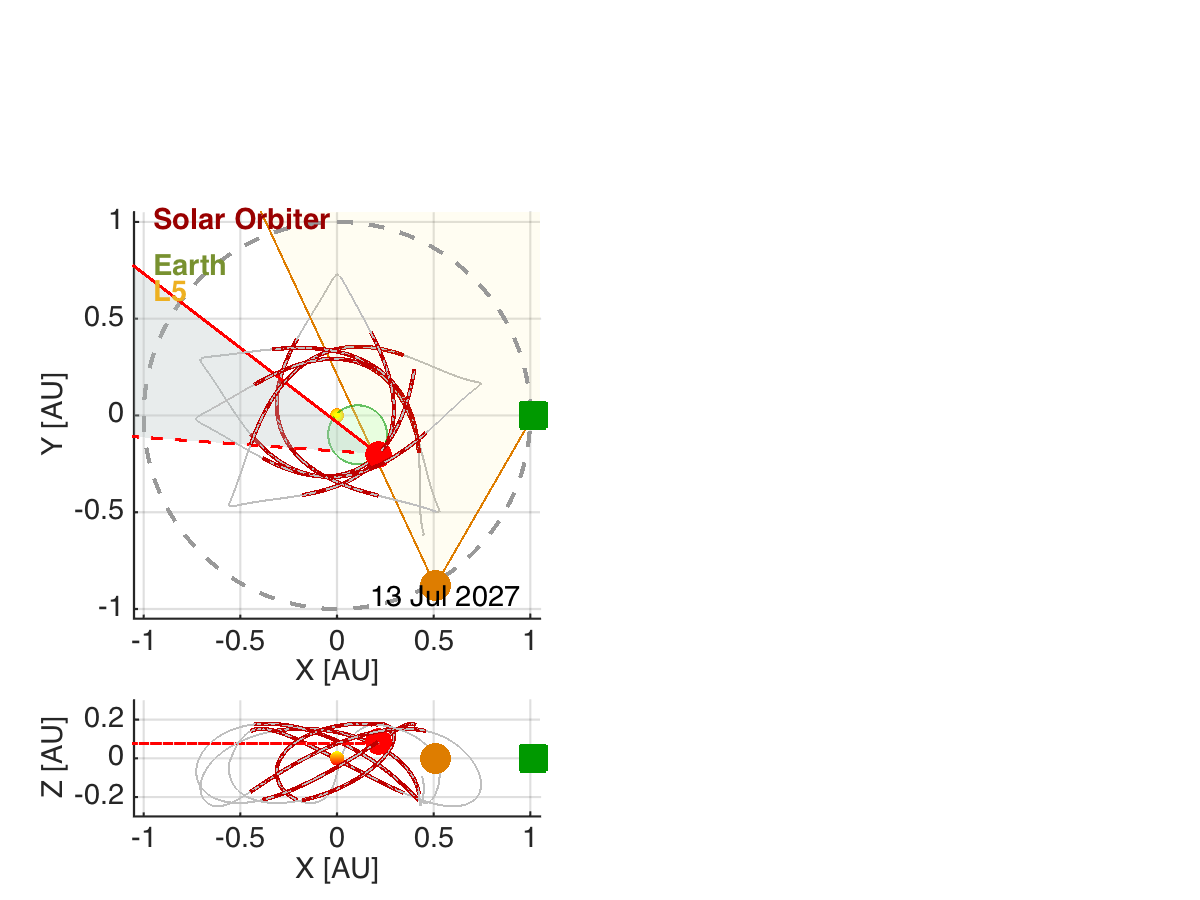 1
Solar Orbiter
Earth
L5
0.5
0
-0.5
-1
Y [AU]
13 Jul 2027
-1 -0.5 0 0.5 1
X [AU]
0.2
0
-0.2
Z [AU]
-1 -0.5 0 0.5 1
X [AU]